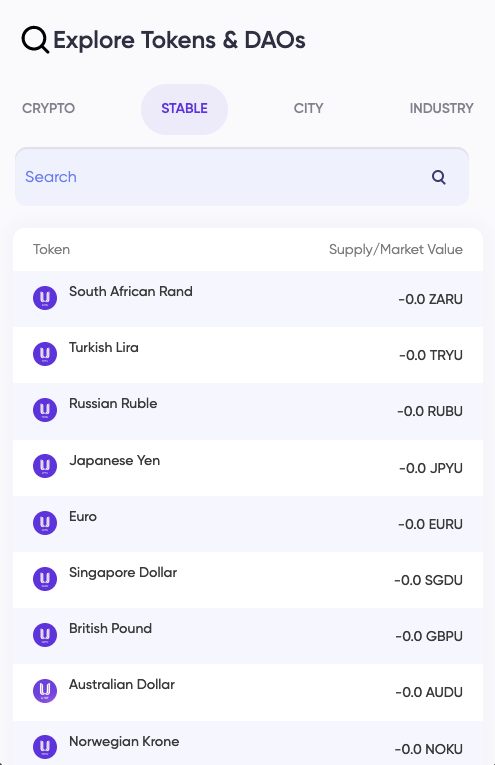 Explore Tokens & DAOs
CRYPTO STABLE CITY INDUSTRY
Search
Token Supply/Market Value
South African Rand -0.0 ZARU
Turkish Lira -0.0 TRYU
Russian Ruble -0.0 RUBU
Japanese Yen -0.0 JPYU
Euro -0.0 EURU
Singapore Dollar -0.0 SGDU
British Pound -0.0 GBPU
Australian Dollar -0.0 AUDU
Norwegian Krone -0.0 NOKU